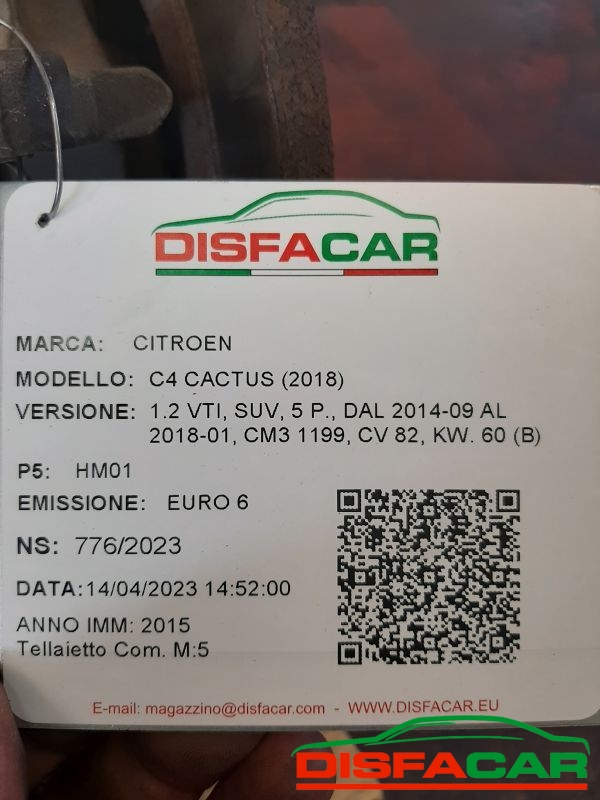 DISFACAR
MARCA: CITROEN
MODELLO: C4 CACTUS (2018)
VERSIONE: 1.2 VTI, SUV, 5 P., DAL 2014-09 AL
2018-01, CM3 1199, CV 82, KW. 60 (B)
P5: HM01
EMISSIONE: EURO 6
NS: 776/2023
DATA:14/04/2023 14:52:00
ANNO IMM: 2015
Tellaietto Com. M:5
E-mail: magazzino@disfacar.com - WWW.DISFACAR.EU
DISFACAR